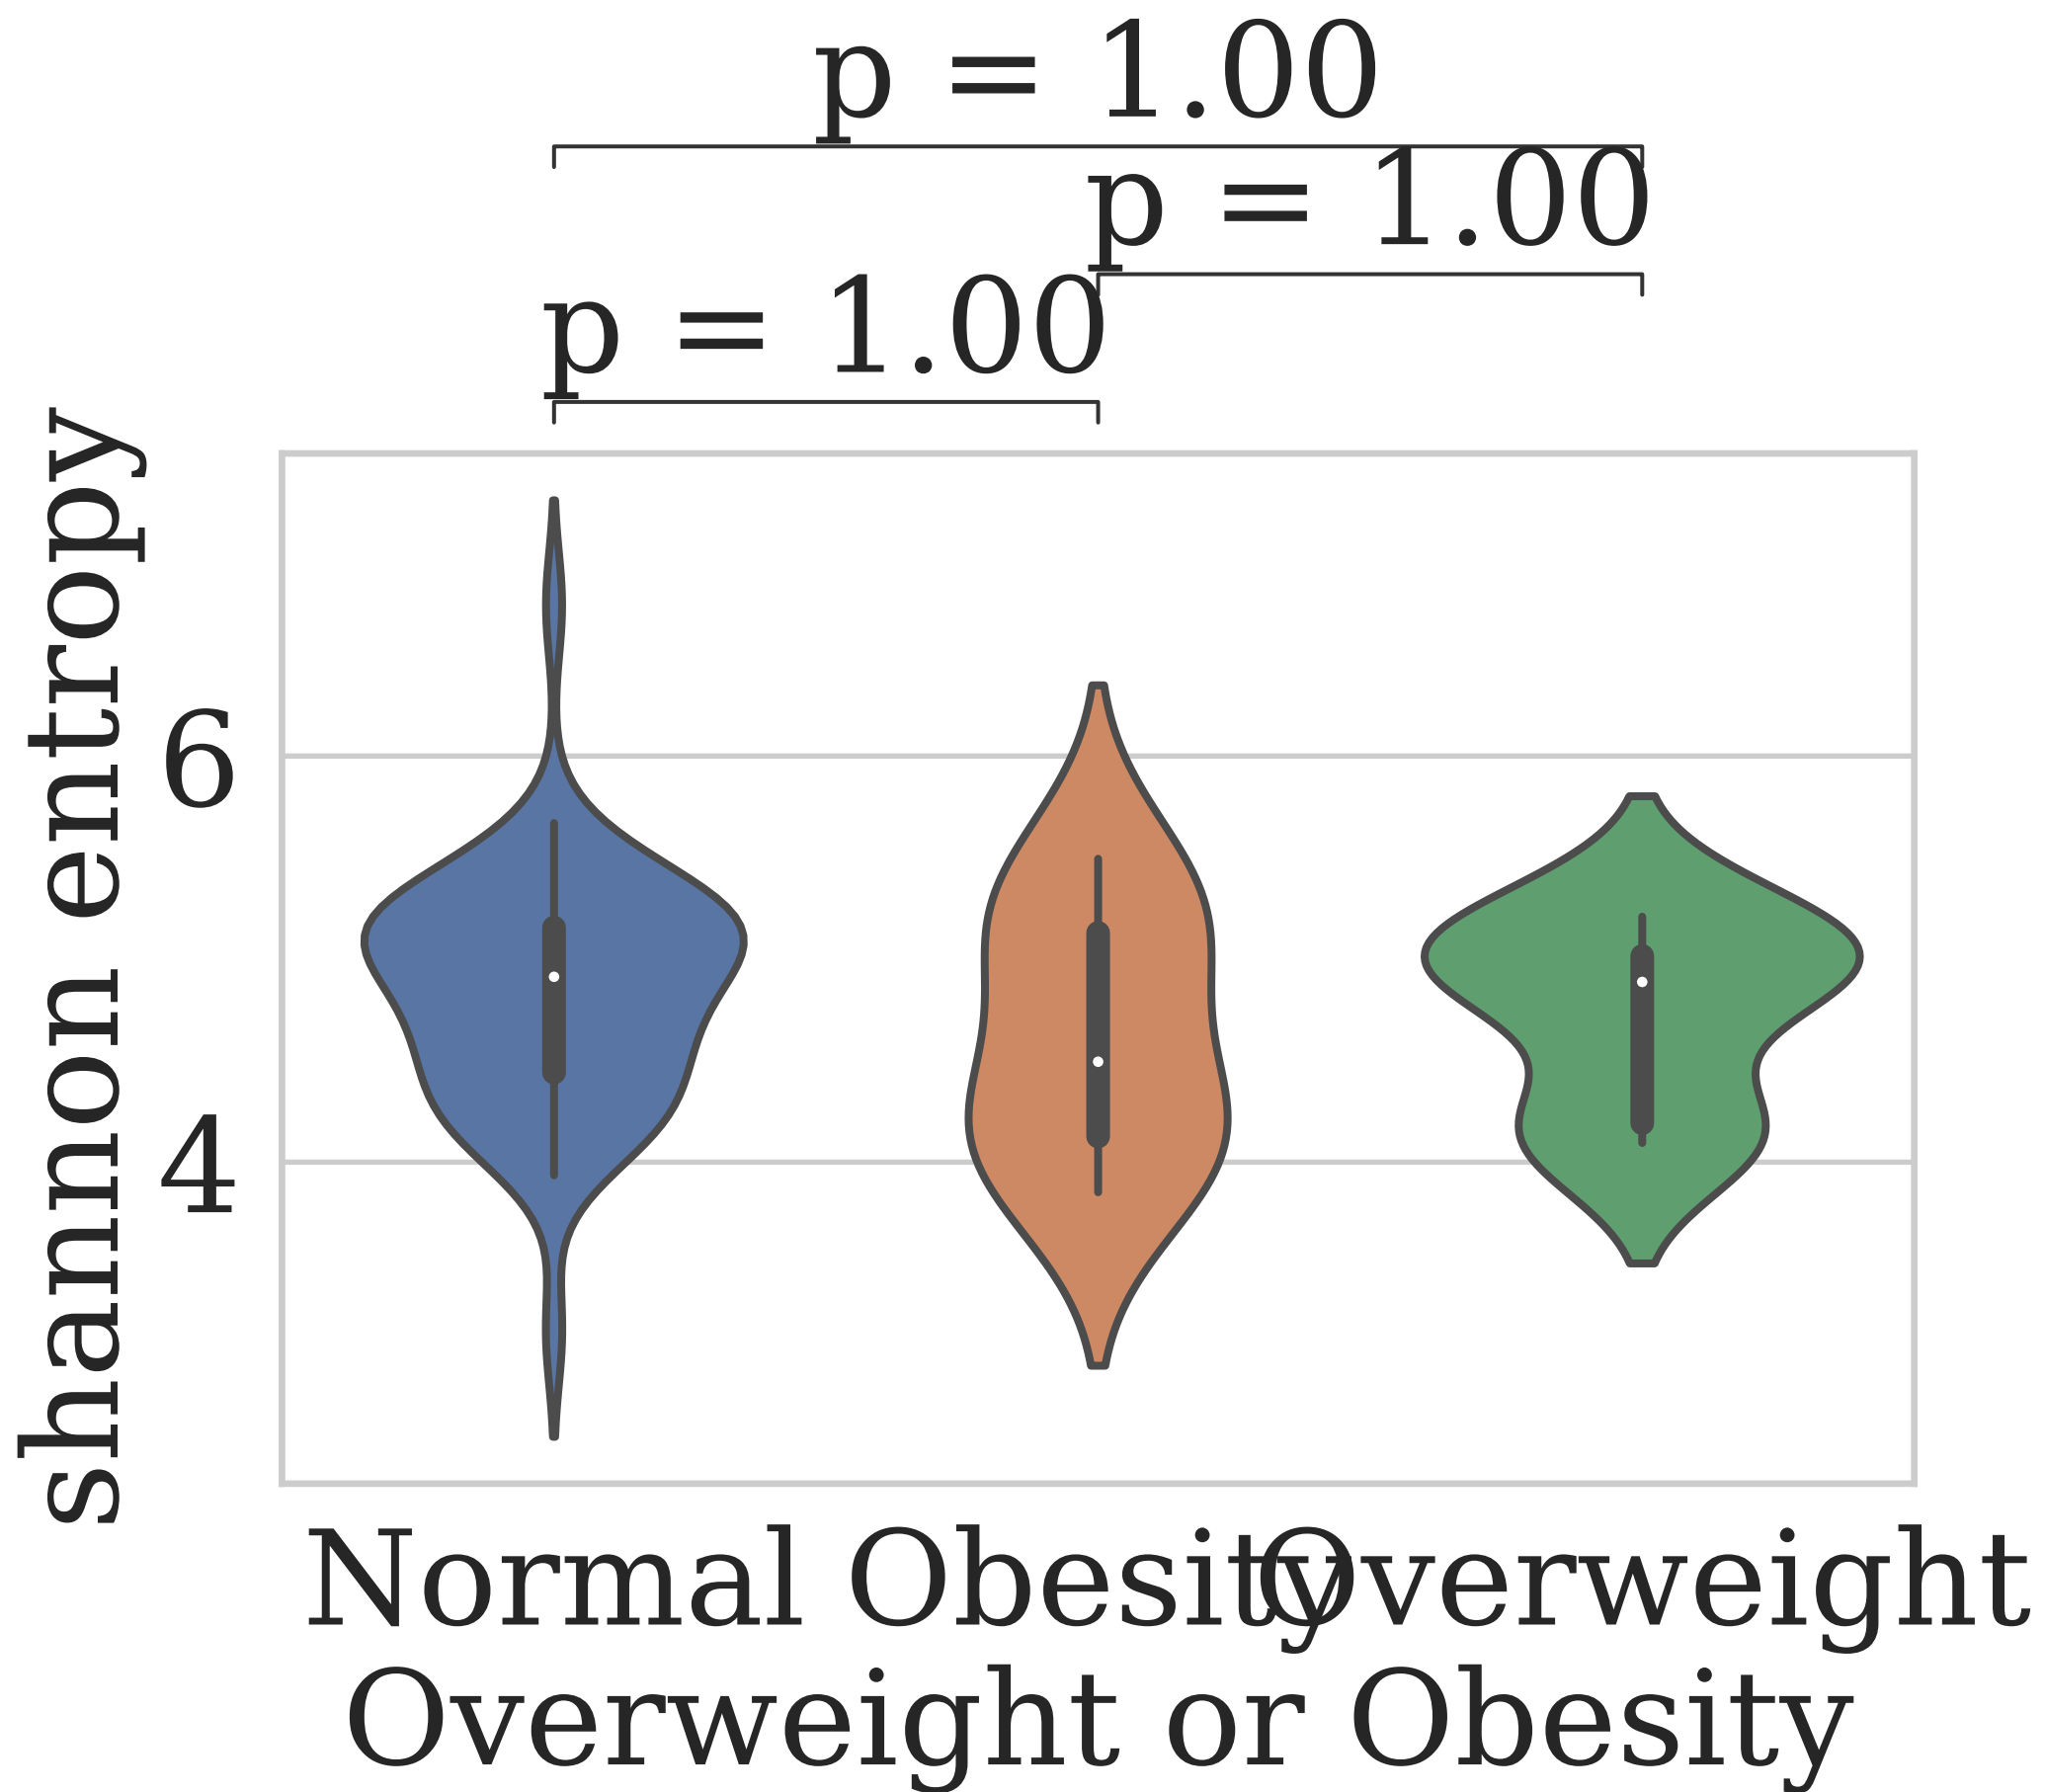 p = 1.00
p = 1.00
p = 1.00
shannon entropy
6
4
Normal Obesity Overweight
Overweight or Obesity